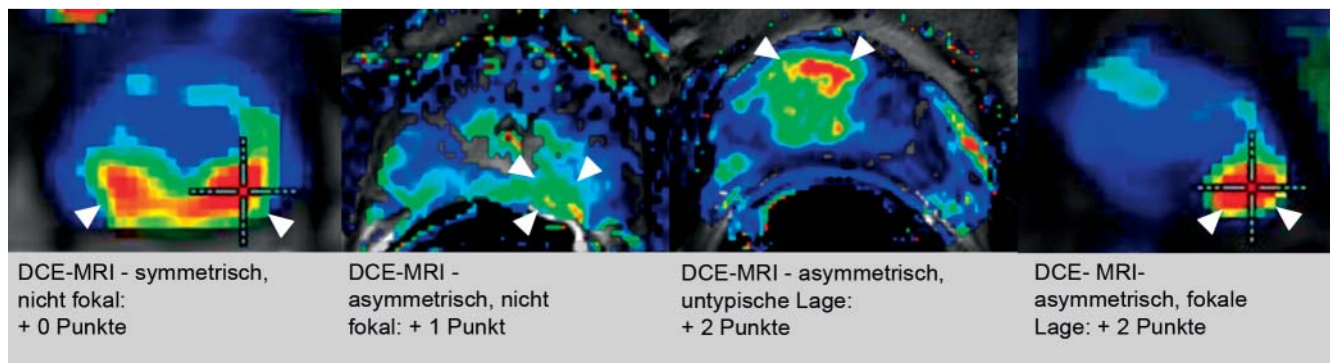 DCE-MRI - symmetrisch,
nicht fokal:
+ 0 Punkte
DCE-MRI -
asymmetrisch, nicht
fokal: + 1 Punkt
DCE-MRI - asymmetrisch,
untypische Lage:
+ 2 Punkte
DCE- MRI-
asymmetrisch, fokale
Lage: + 2 Punkte